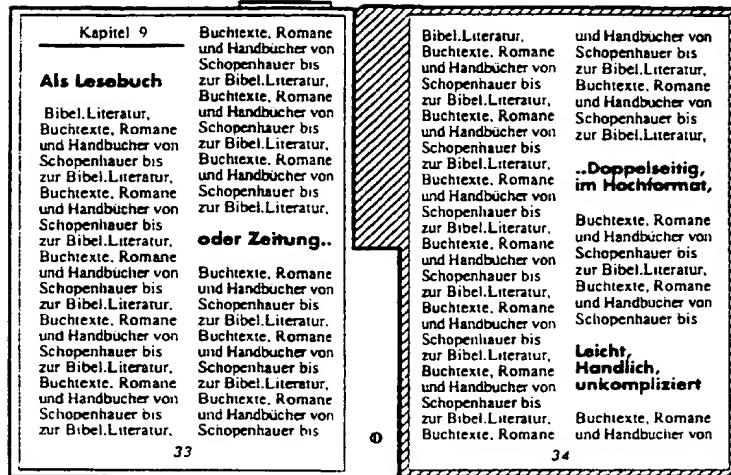 Kapitel 9
Als Lesebuch
Bibel.Literatur,
Buchtexte, Romane
und Handbücher von
Schopenhauer bis
zur Bibel.Literatur,
Buchtexte, Romane
und Handbücher von
Schopenhauer bis
zur Bibel.Literatur,
Buchtexte, Romane
und Handbücher von
Schopenhauer bis
zur Bibel.Literatur.
Buchtexte, Romane
und Handbücher von
Schopenhauer bis
zur Bibel.Literatur,
Buchtexte, Romane
und Handbücher von
Schopenhauer bis
zur Bibel.Literatur,
Buchtexte, Romane
und Handbücher von
Schopenhauer bis
zur Bibel.Literatur,
Buchtexte, Romane
und Handbücher von
Schopenhauer bis
zur Bibel.Literatur,
Buchtexte, Romane
und Handbücher von
Schopenhauer bis
zur Bibel.Literatur,
oder Zeitung..
Buchtexte, Romane
und Handbücher von
Schopenhauer bis
zur Bibel.Literatur.
Buchtexte, Romane
und Handbücher von
Schopenhauer bis
zur Bibel.Literatur,
Buchtexte, Romane
und Handbücher von
Schopenhauer bis
33
Bibel.Literatur,
Buchtexte, Romane
und Handbücher von
Schopenhauer bis
zur Bibel.Literatur,
Buchtexte, Romane
und Handbücher von
Schopenhauer bis
zur Bibel.Literatur,
Buchtexte, Romane
und Handbücher von
Schopenhauer bis
zur Bibel.Literatur,
Buchtexte, Romane
und Handbücher von
Schopenhauer bis
zur Bibel.Literatur,
Buchtexte, Romane
und Handbücher von
Schopenhauer bis
zur Bibel.Literatur,
Buchtexte, Romane
und Handbücher von
Schopenhauer bis
zur Bibel.Literatur,
Buchtexte, Romane
und Handbücher von
Schopenhauer bis
zur Bibel.Literatur,
Buchtexte, Romane
und Handbücher von
Schopenhauer bis
zur Bibel.Literatur,
..Doppelseitig,
im Hochformat,
Buchtexte, Romane
und Handbücher von
Schopenhauer bis
zur Bibel.Literatur,
Buchtexte, Romane
und Handbücher von
Schopenhauer bis
Leicht,
Handlich,
unkompliziert
Buchtexte, Romane
und Handbücher von
34